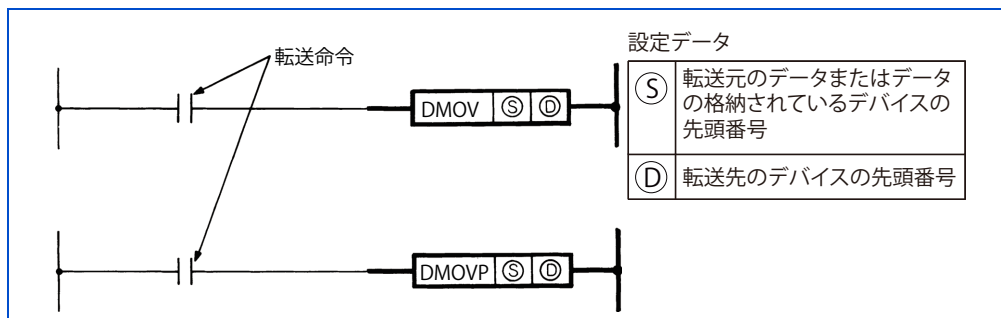 転送命令
DMOV Ⓢ Ⓓ
DMOVP Ⓢ Ⓓ
設定データ
Ⓢ 転送元のデータまたはデータ
の格納されているデバイスの
先頭番号
Ⓓ 転送先のデバイスの先頭番号